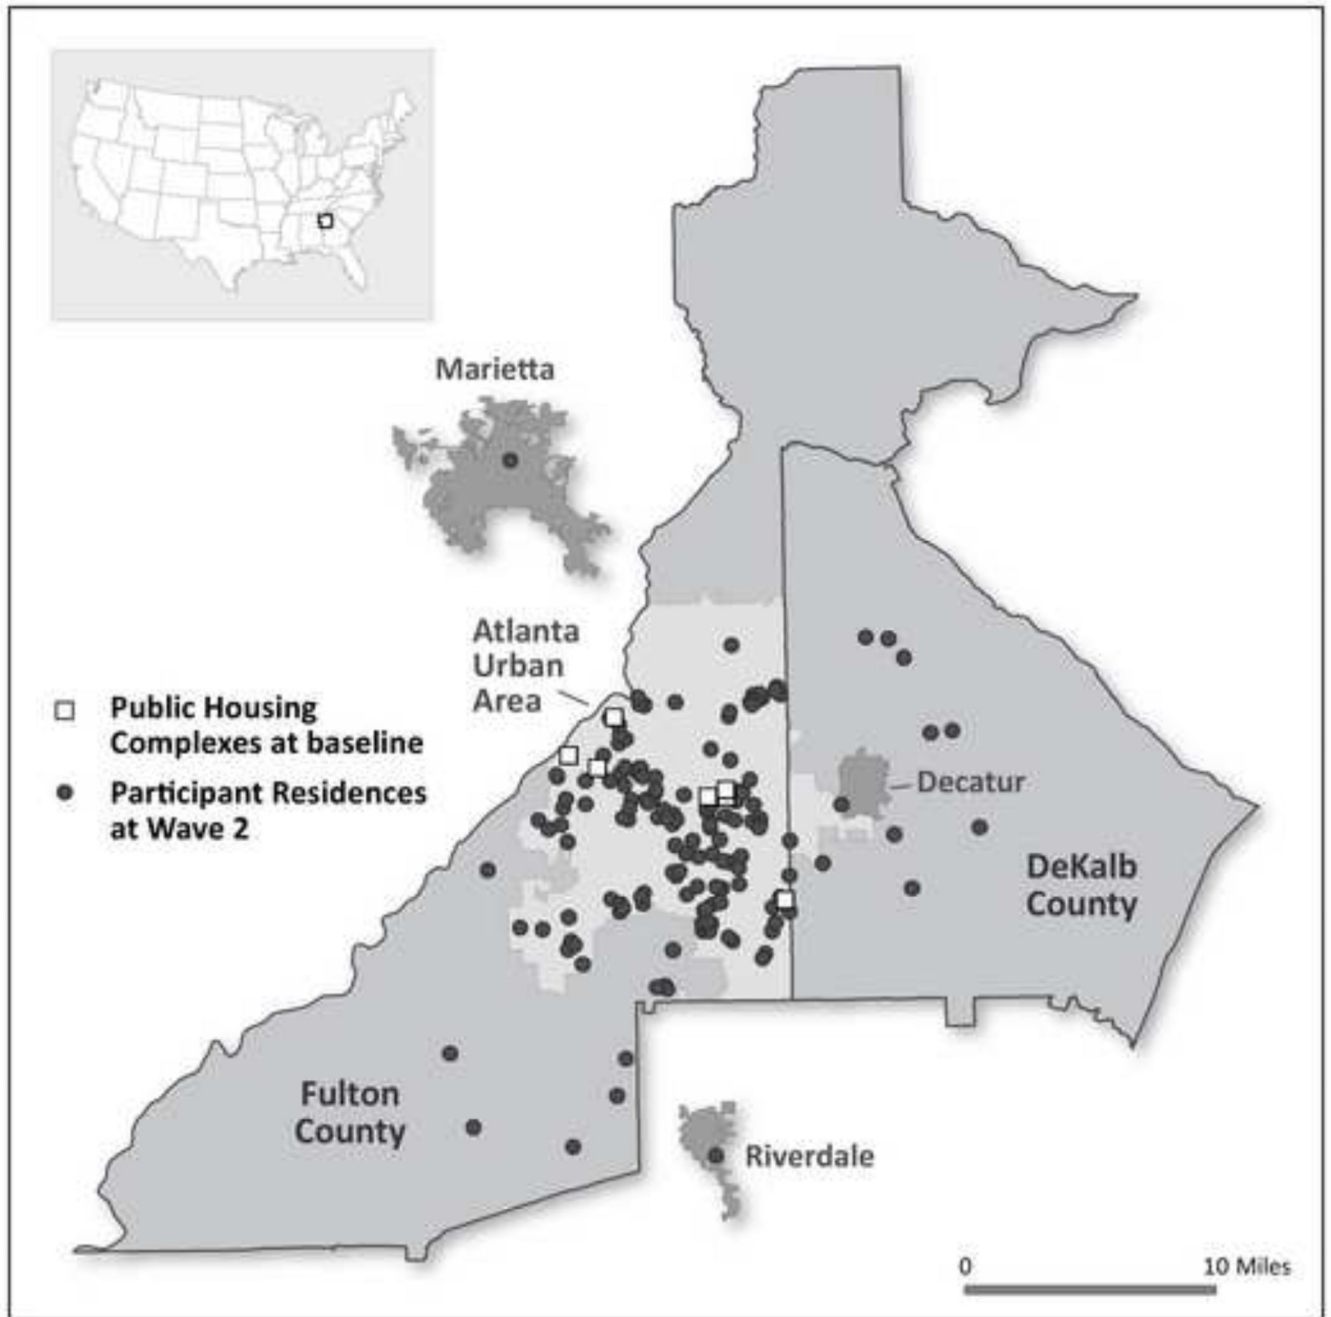 Marietta
Atlanta
Urban
Area
Public Housing
Complexes at baseline
Participant Residences
at Wave 2
Decatur
DeKalb
County
Fulton
County
Riverdale
0
10 Miles